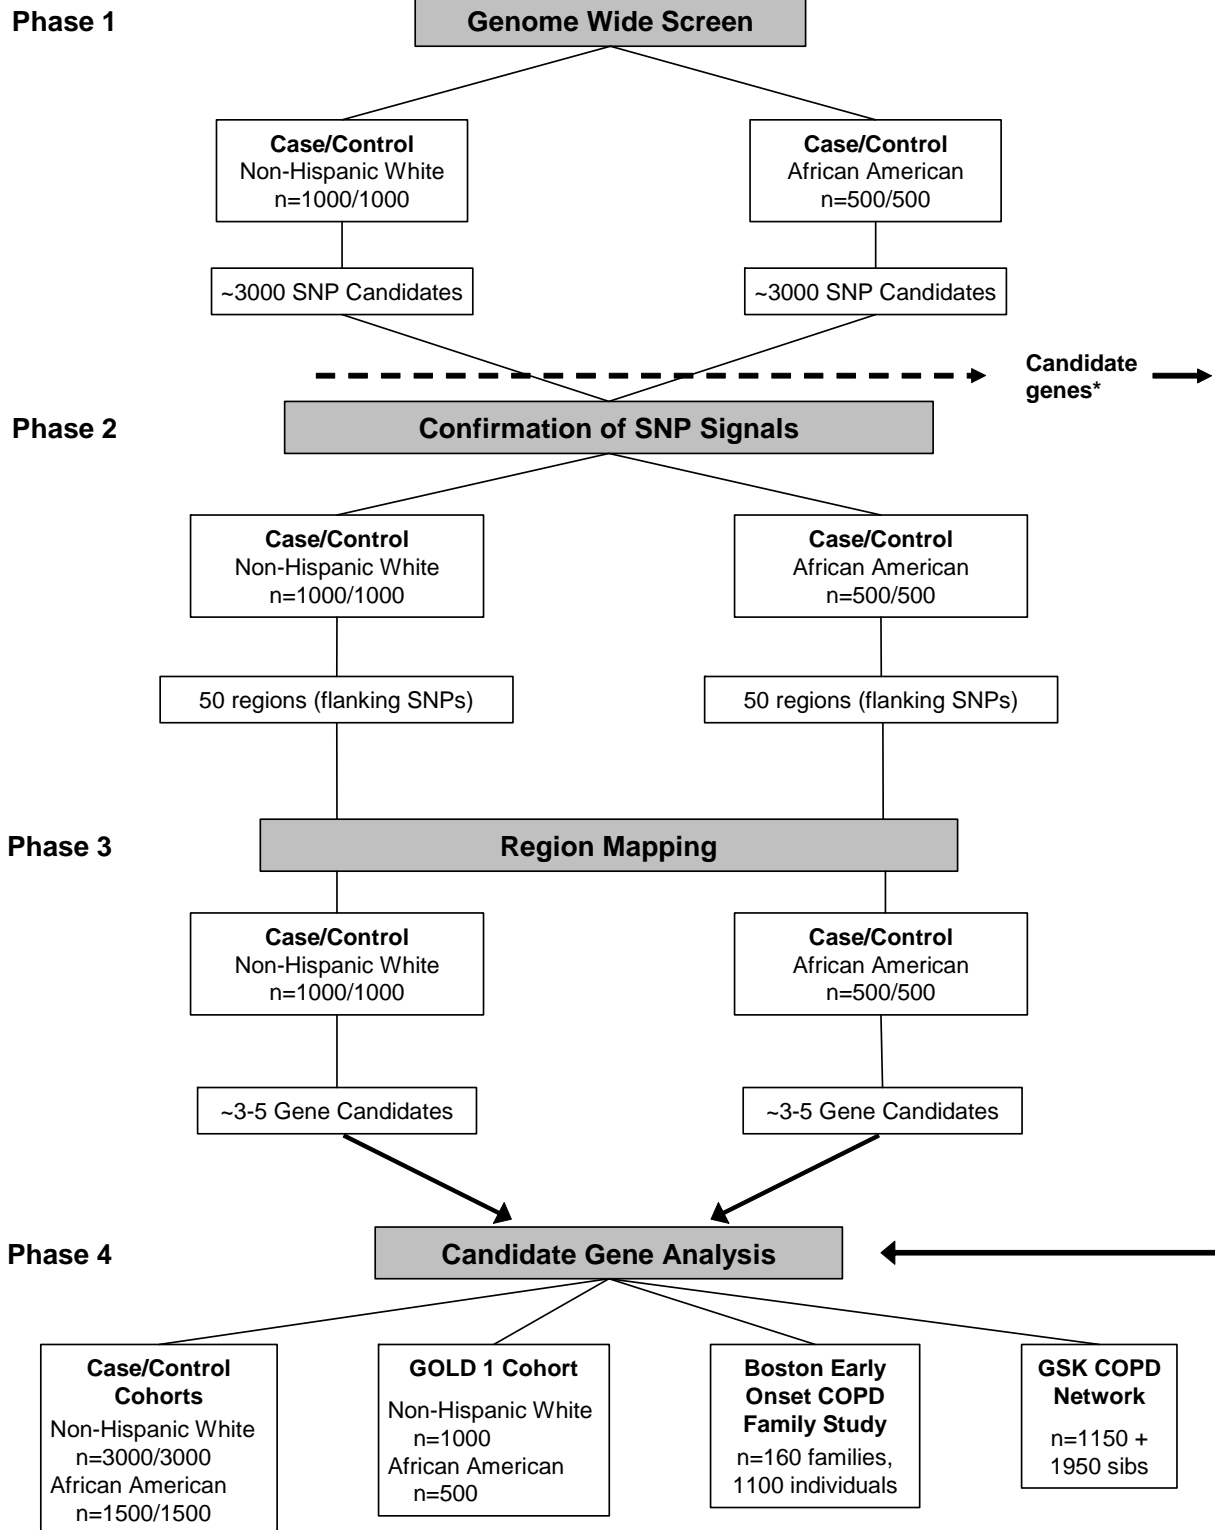 Phase 1
Genome Wide Screen
Case/Control
Non-Hispanic White
n=1000/1000
Case/Control
African American
n=500/500
~3000 SNP Candidates
~3000 SNP Candidates
Candidate
genes*
Phase 2
Confirmation of SNP Signals
Case/Control
Non-Hispanic White
n=1000/1000
Case/Control
African American
n=500/500
50 regions (flanking SNPs)
50 regions (flanking SNPs)
Phase 3
Region Mapping
Case/Control
Non-Hispanic White
n=1000/1000
Case/Control
African American
n=500/500
~3-5 Gene Candidates
~3-5 Gene Candidates
Phase 4
Candidate Gene Analysis
Case/Control
Cohorts
Non-Hispanic White
n=3000/3000
African American
n=1500/1500
GOLD 1 Cohort
Non-Hispanic White
n=1000
African American
n=500
Boston Early
Onset COPD
Family Study
n=160 families,
1100 individuals
GSK COPD
Network
n=1150 +
1950 sibs